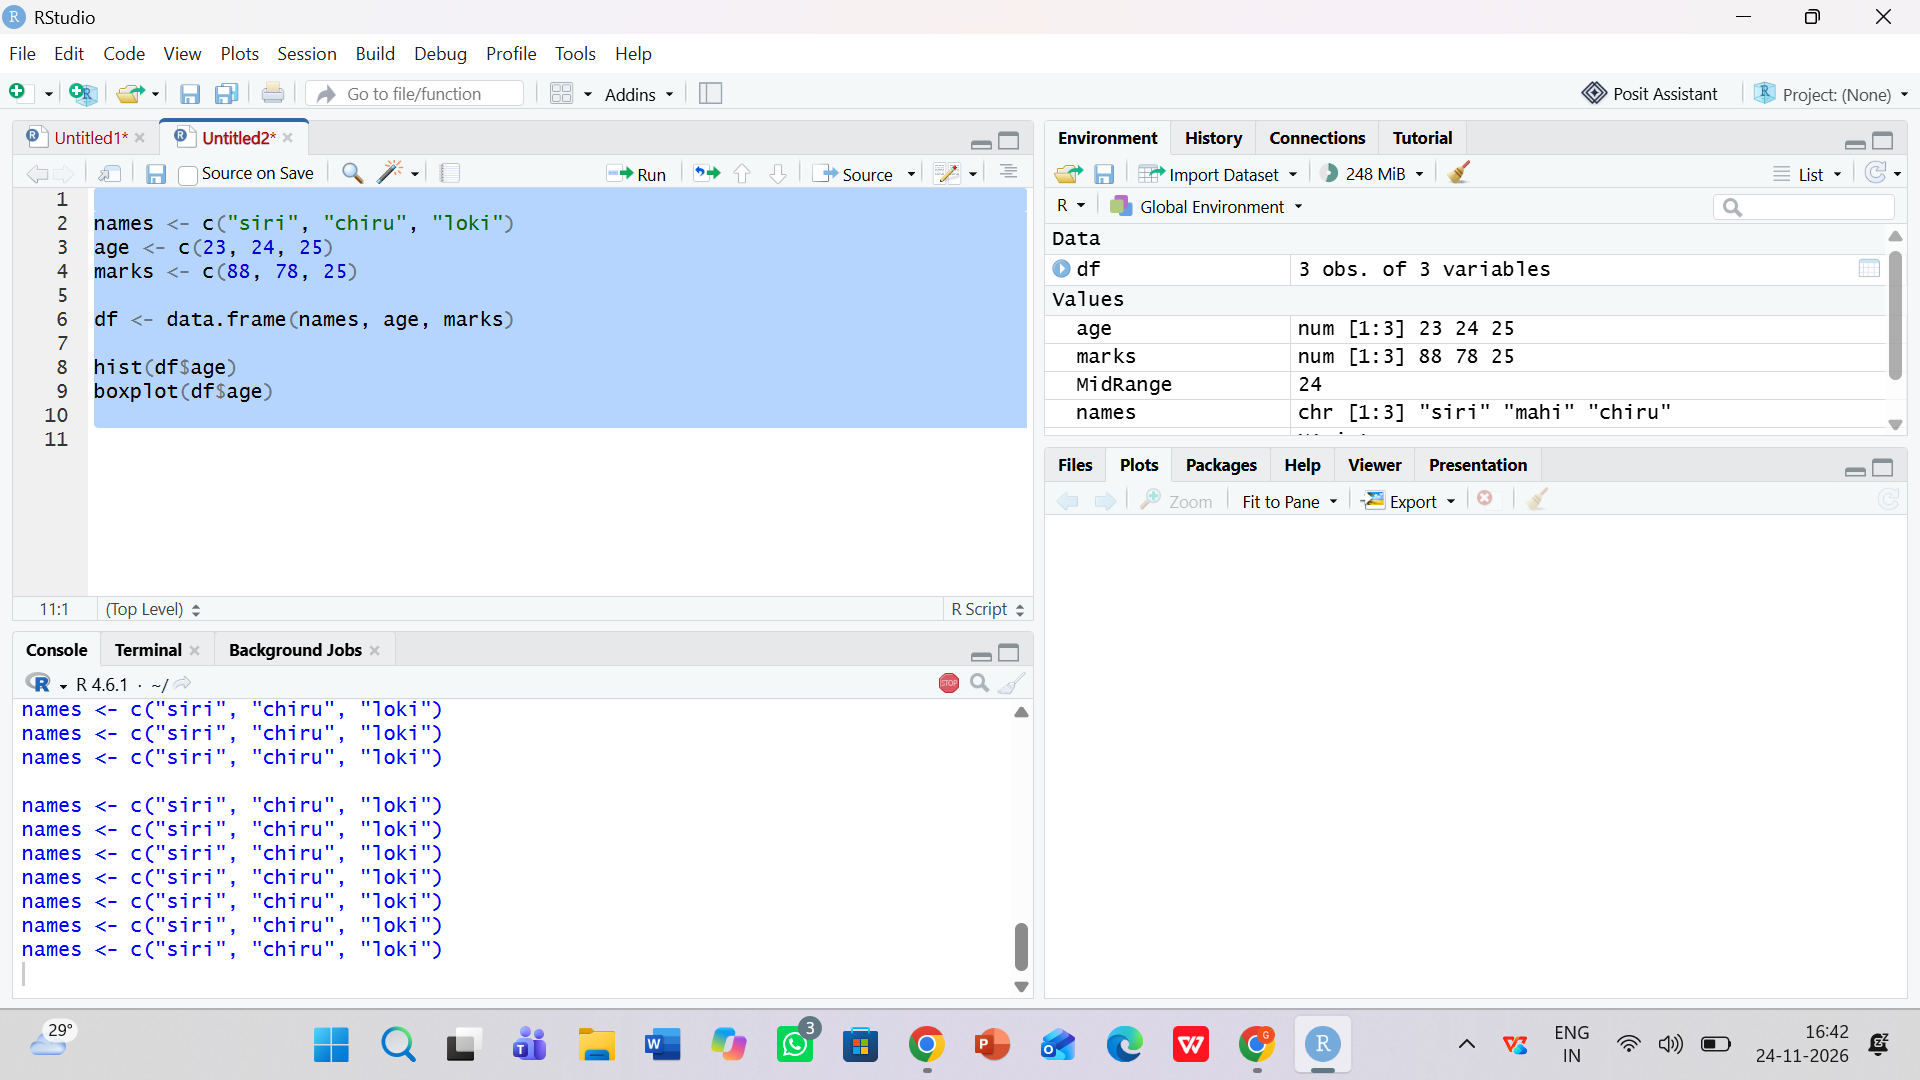 RStudio
File Edit Code View Plots Session Build Debug Profile Tools Help
Go to file/function Addins Posit Assistant Project: (None)
Untitled1* Untitled2*
Source on Save Run Source
1
2 names <- c("siri", "chiru", "loki")
3 age <- c(23, 24, 25)
4 marks <- c(88, 78, 25)
5
6 df <- data.frame(names, age, marks)
7
8 hist(df$age)
9 boxplot(df$age)
10
11
11:1 (Top Level) R Script
Console Terminal Background Jobs
R 4.6.1 · ~/
STOP
names <- c("siri", "chiru", "loki")
names <- c("siri", "chiru", "loki")
names <- c("siri", "chiru", "loki")
names <- c("siri", "chiru", "loki")
names <- c("siri", "chiru", "loki")
names <- c("siri", "chiru", "loki")
names <- c("siri", "chiru", "loki")
names <- c("siri", "chiru", "loki")
names <- c("siri", "chiru", "loki")
names <- c("siri", "chiru", "loki")
Environment History Connections Tutorial
Import Dataset 248 MiB List
R Global Environment
Data
df 3 obs. of 3 variables
Values
age num [1:3] 23 24 25
marks num [1:3] 88 78 25
MidRange 24
names chr [1:3] "siri" "mahi" "chiru"
Files Plots Packages Help Viewer Presentation
Zoom Fit to Pane Export
29°
3
ENG
IN
16:42
24-11-2026